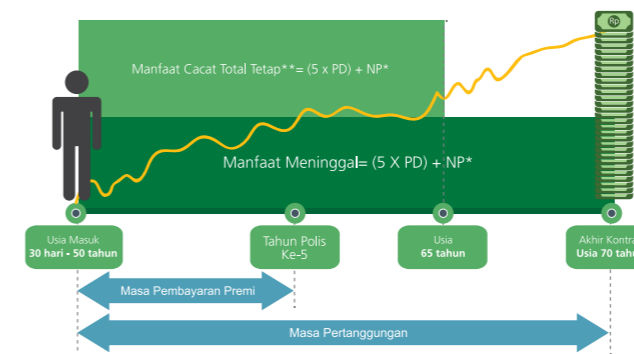 Rp
Manfaat Cacat Total Tetap**= (5 x PD) + NP*
Manfaat Meninggal= (5 X PD) + NP*
Usia Masuk
30 hari - 50 tahun
Tahun Polis
Ke-5
Usia
65 tahun
Akhir Kontra
Usia 70 tahu
Masa Pembayaran Premi
Masa Pertanggungan